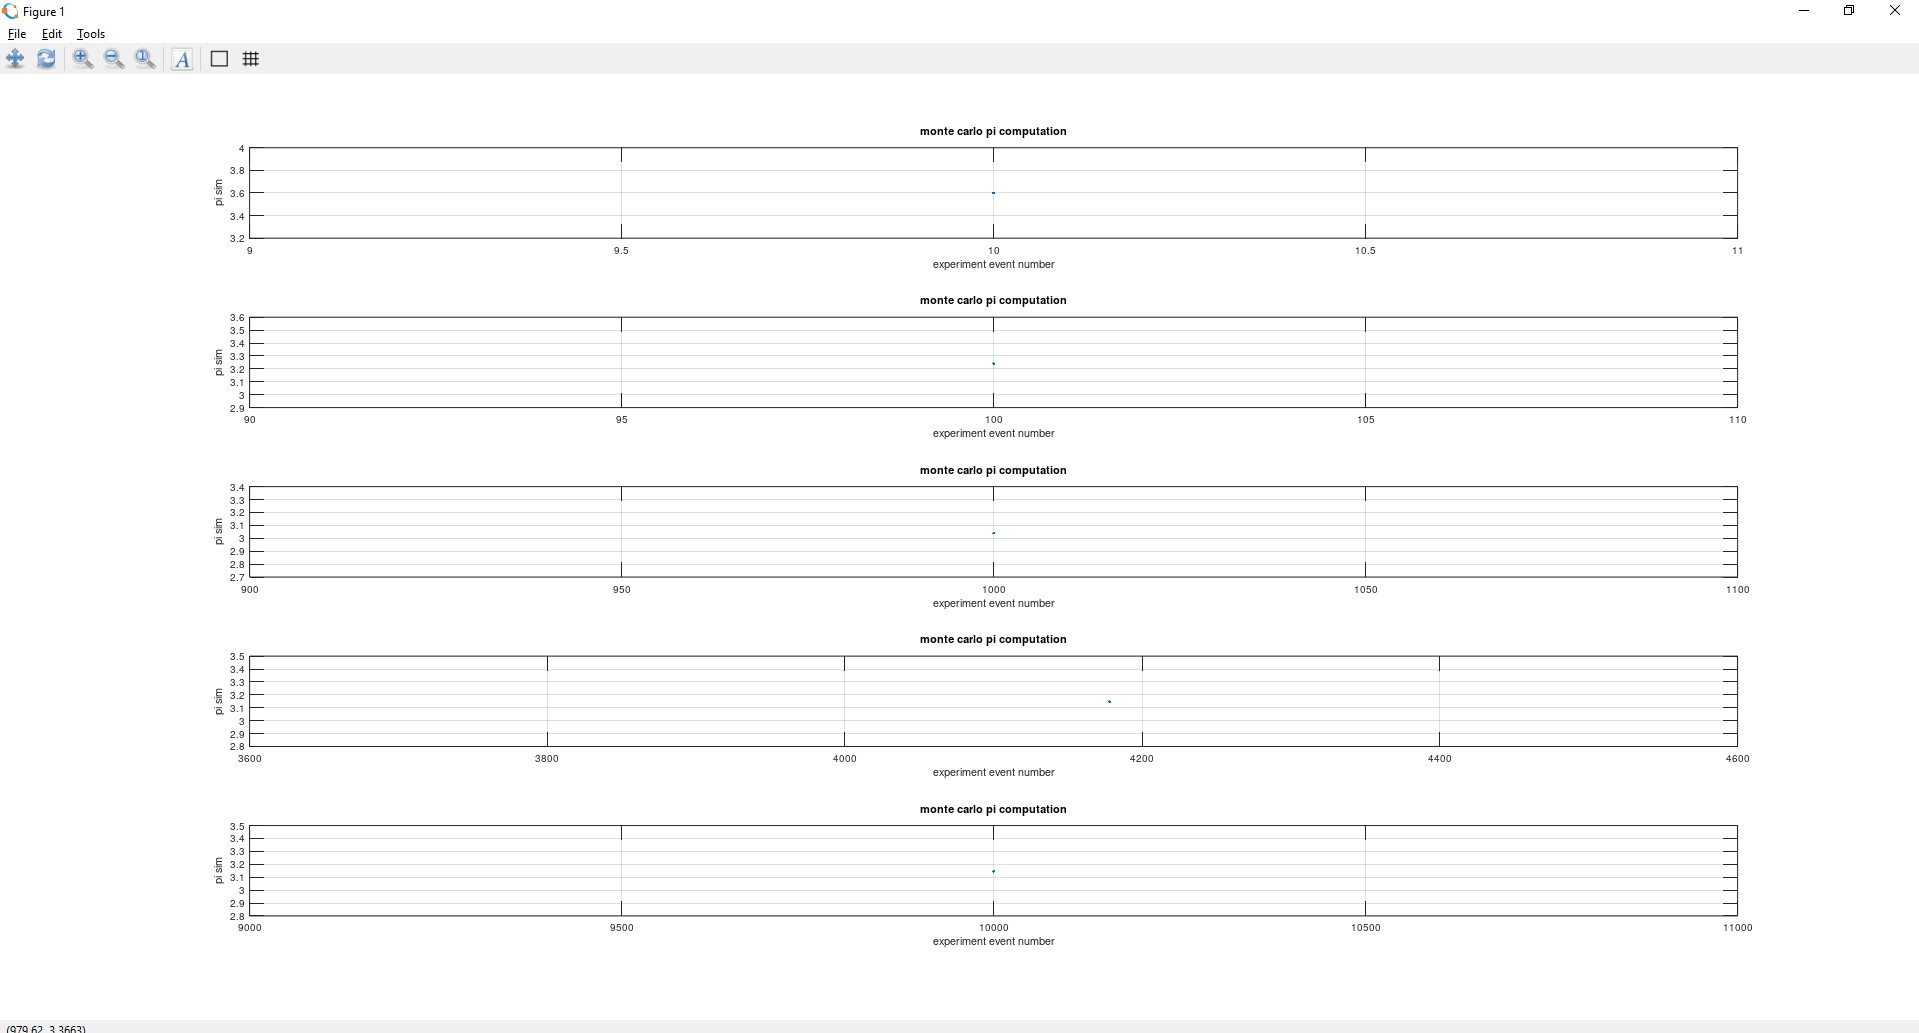 Figure 1
File Edit Tools
A
monte carlo pi computation
4
3.8
3.6
3.4
3.2
pi sim
9 9.5 10 10.5 11
experiment event number
monte carlo pi computation
3.6
3.5
3.4
3.3
3.2
3.1
3
2.9
pi sim
90 95 100 105 110
experiment event number
monte carlo pi computation
3.4
3.3
3.2
3.1
3
2.9
2.8
2.7
pi sim
900 950 1000 1050 1100
experiment event number
monte carlo pi computation
3.5
3.4
3.3
3.2
3.1
3
2.9
2.8
pi sim
3600 3800 4000 4200 4400 4600
experiment event number
monte carlo pi computation
3.5
3.4
3.3
3.2
3.1
3
2.9
2.8
pi sim
9000 9500 10000 10500 11000
experiment event number
(979.62, 3.3663)